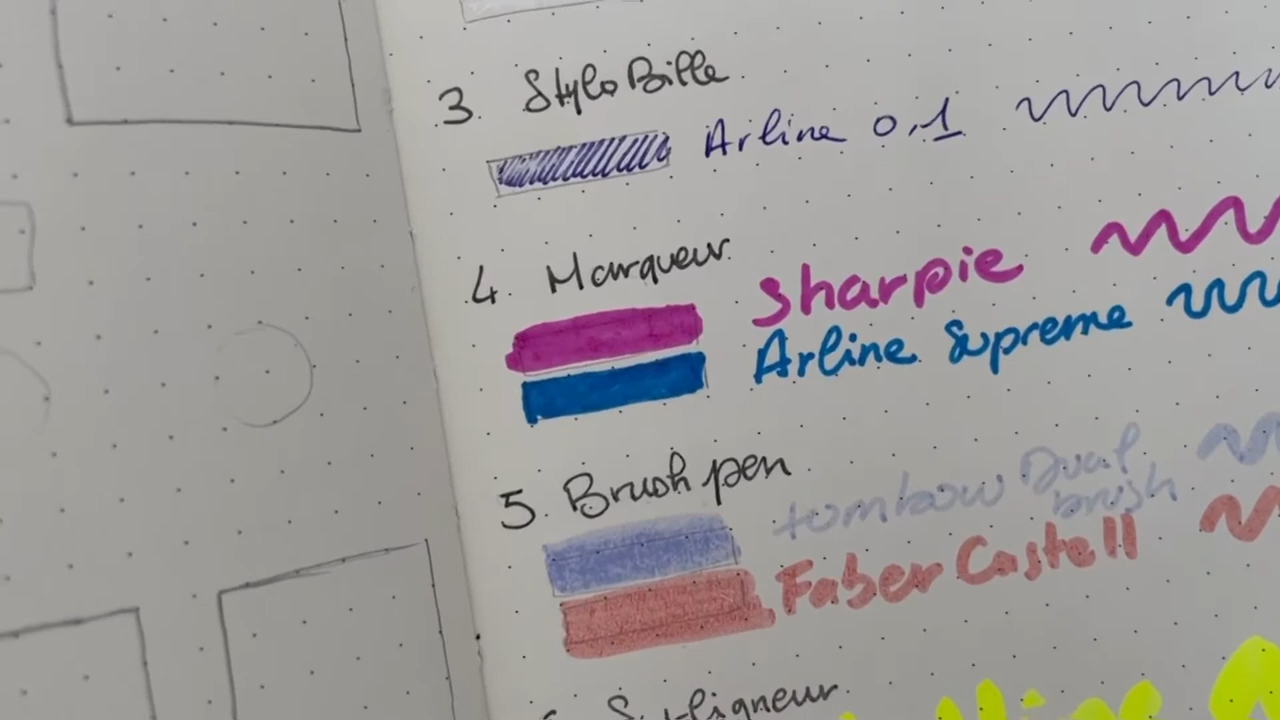 3. Stylo Bille
Arline 0,1
4. Marqueur
Sharpie
Arline Supreme
5. Brush pen
tombow Dual
brush
Faber Castell